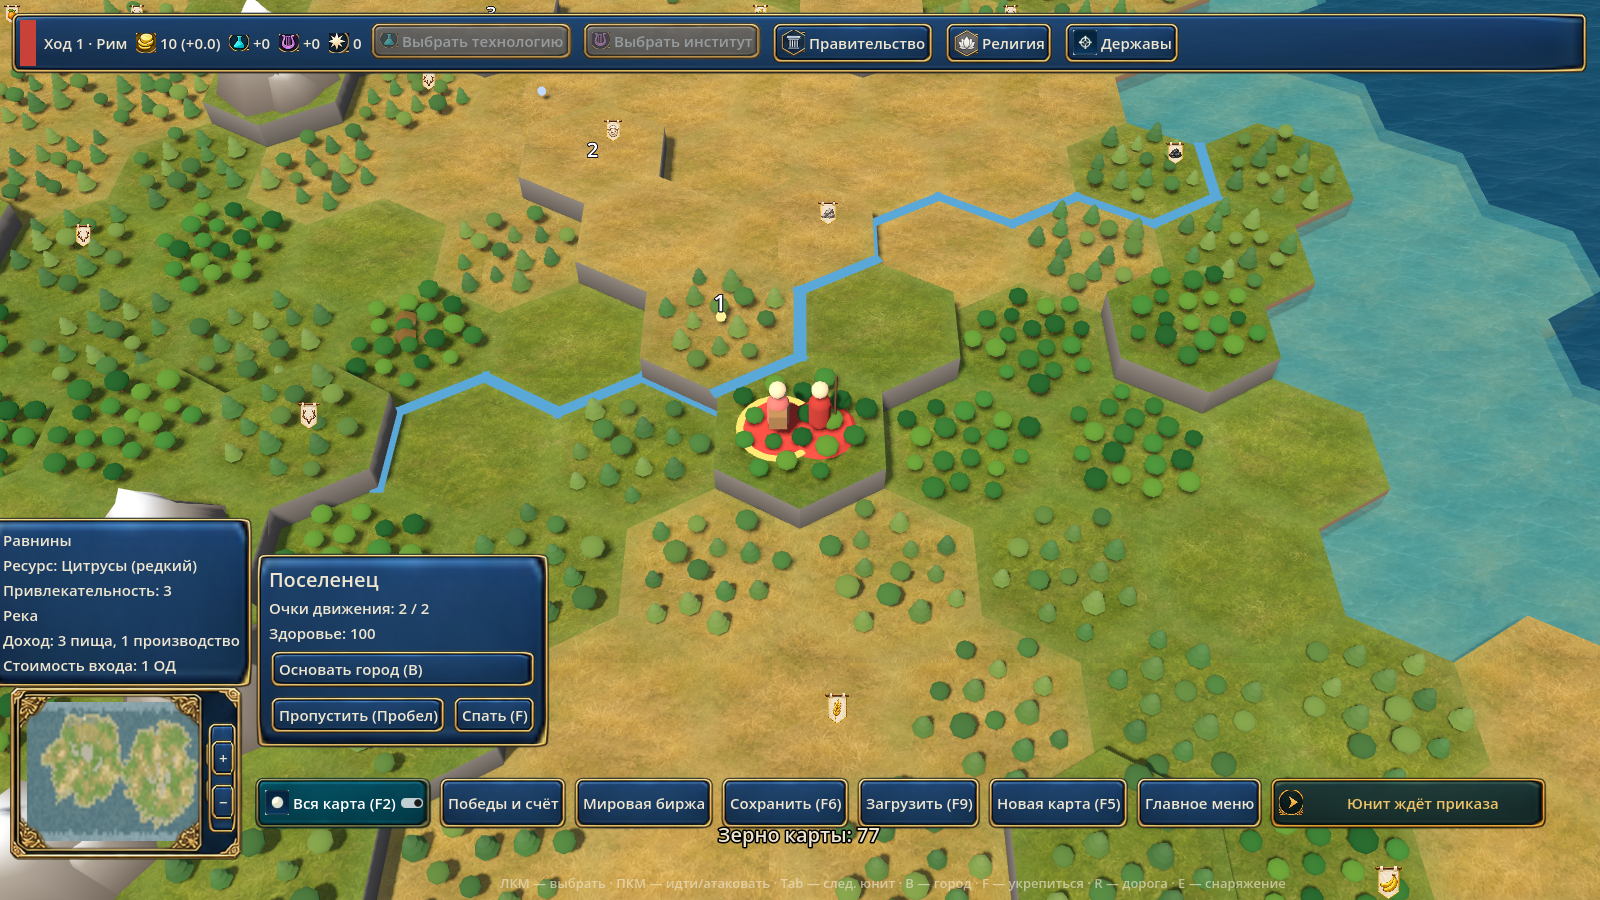 Ход 1 · Рим
10 (+0.0)
+0
+0
0
Выбрать технологию
Выбрать институт
Правительство
Религия
Державы
2
1
Равнины
Ресурс: Цитрусы (редкий)
Привлекательность: 3
Река
Доход: 3 пища, 1 производство
Стоимость входа: 1 ОД
Поселенец
Очки движения: 2 / 2
Здоровье: 100
Основать город (B)
Пропустить (Пробел)
Спать (F)
+
−
Вся карта (F2)
Победы и счёт
Мировая биржа
Сохранить (F6)
Загрузить (F9)
Новая карта (F5)
Главное меню
Юнит ждёт приказа
Зерно карты: 77
ЛКМ — выбрать · ПКМ — идти/атаковать · Tab — след. юнит · B — город · F — укрепиться · R — дорога · E — снаряжение